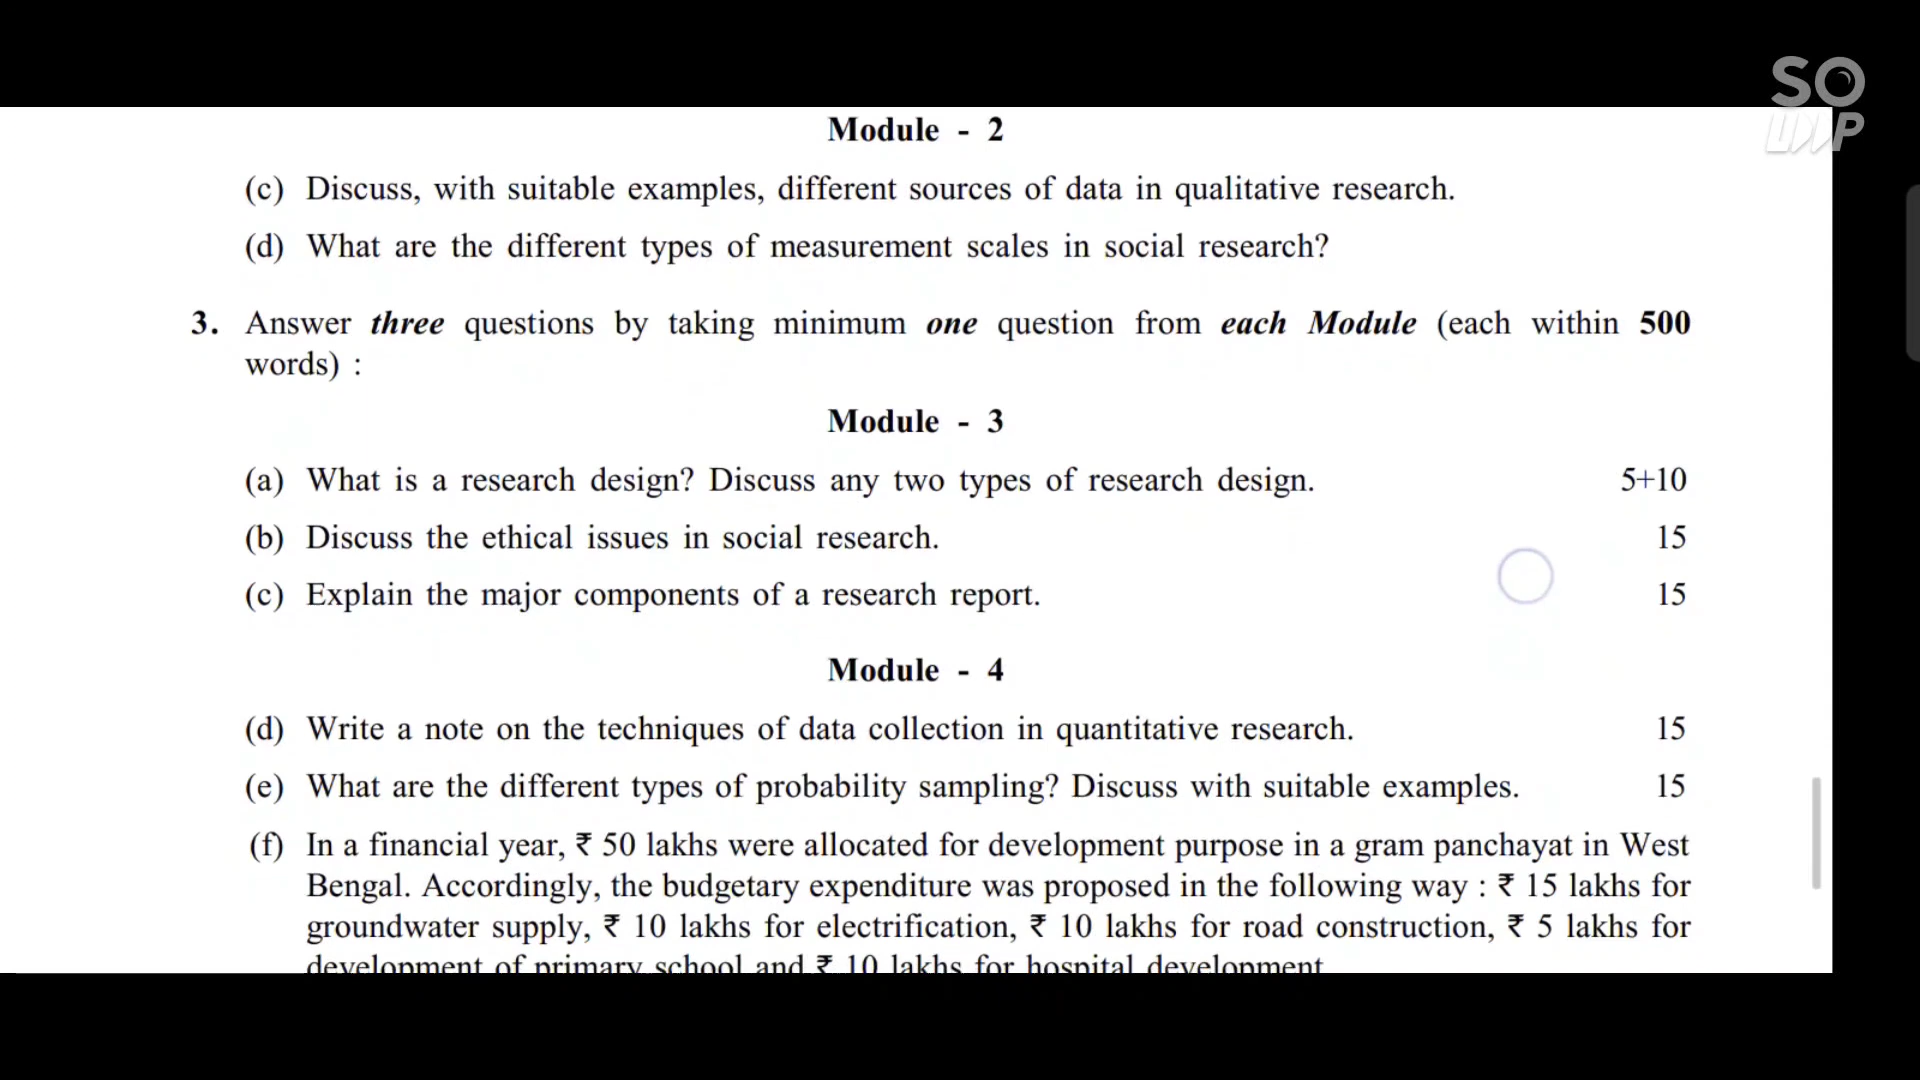 SO
UP
Module - 2
(c) Discuss, with suitable examples, different sources of data in qualitative research.
(d) What are the different types of measurement scales in social research?
3. Answer three questions by taking minimum one question from each Module (each within 500
words) :
Module - 3
(a) What is a research design? Discuss any two types of research design. 5+10
(b) Discuss the ethical issues in social research. 15
(c) Explain the major components of a research report. 15
Module - 4
(d) Write a note on the techniques of data collection in quantitative research. 15
(e) What are the different types of probability sampling? Discuss with suitable examples. 15
(f) In a financial year, ₹ 50 lakhs were allocated for development purpose in a gram panchayat in West
Bengal. Accordingly, the budgetary expenditure was proposed in the following way : ₹ 15 lakhs for
groundwater supply, ₹ 10 lakhs for electrification, ₹ 10 lakhs for road construction, ₹ 5 lakhs for
development of primary school and ₹ 10 lakhs for hospital development